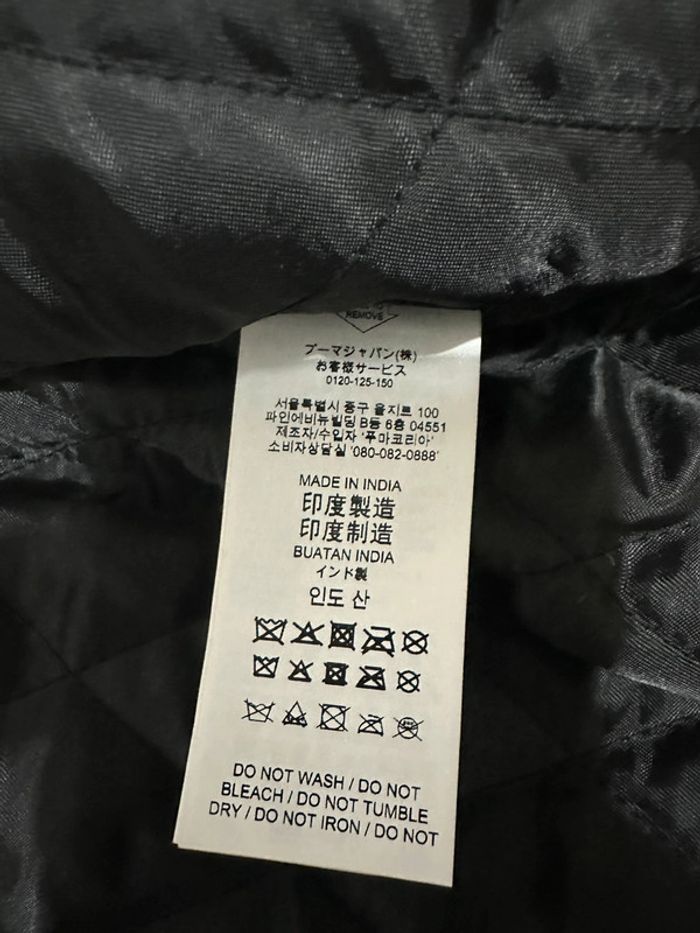 REMOVE
プーマジャパン(株)
お客様サービス
0120-125-150
서울특별시 중구 을지로 100
파인에비뉴빌딩 B동 6층 04551
제조자/수입자 '푸마코리아'
소비자상담실 '080-082-0888'
MADE IN INDIA
印度製造
印度制造
BUATAN INDIA
インド製
인도 산
DO NOT WASH / DO NOT
BLEACH / DO NOT TUMBLE
DRY / DO NOT IRON / DO NOT